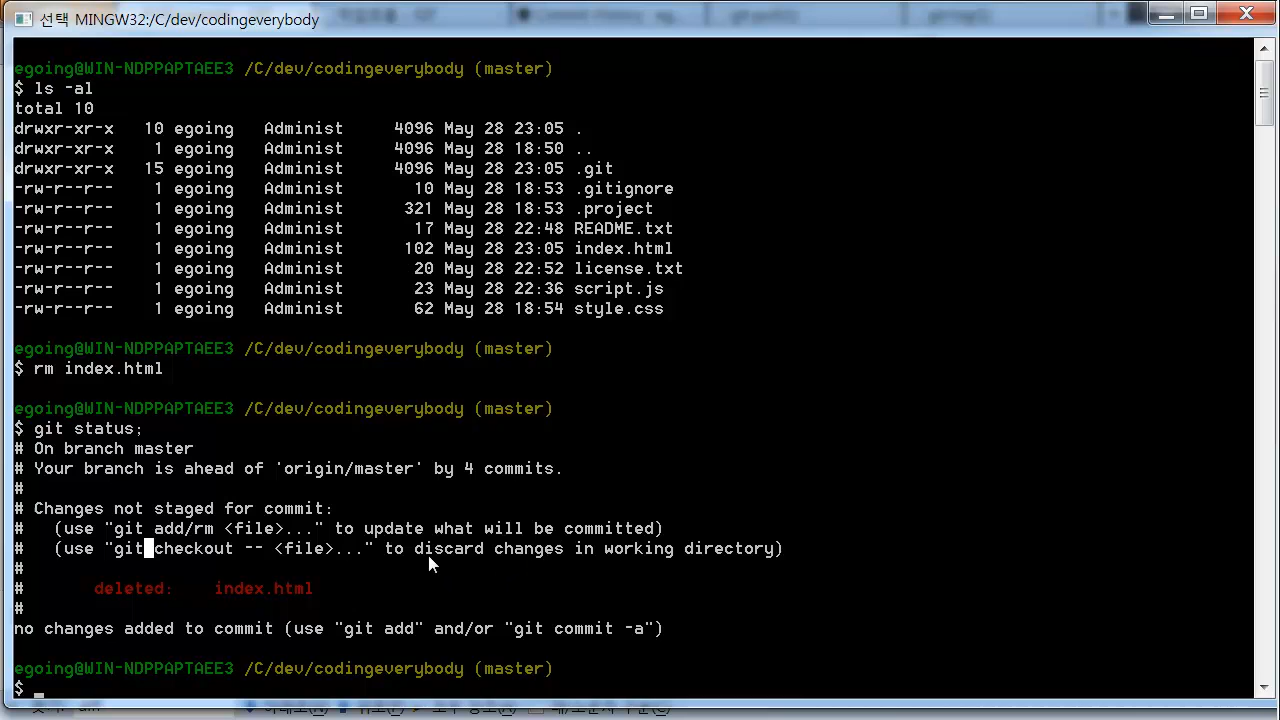 선택 MINGW32:/C/dev/codingeverybody
egoing@WIN-NDPPAPTAEE3 /C/dev/codingeverybody (master)
$ ls -al
total 10
drwxr-xr-x   10 egoing   Administ     4096 May 28 23:05 .
drwxr-xr-x    1 egoing   Administ     4096 May 28 18:50 ..
drwxr-xr-x   15 egoing   Administ     4096 May 28 23:05 .git
-rw-r--r--    1 egoing   Administ       10 May 28 18:53 .gitignore
-rw-r--r--    1 egoing   Administ      321 May 28 18:53 .project
-rw-r--r--    1 egoing   Administ       17 May 28 22:48 README.txt
-rw-r--r--    1 egoing   Administ      102 May 28 23:05 index.html
-rw-r--r--    1 egoing   Administ       20 May 28 22:52 license.txt
-rw-r--r--    1 egoing   Administ       23 May 28 22:36 script.js
-rw-r--r--    1 egoing   Administ       62 May 28 18:54 style.css
egoing@WIN-NDPPAPTAEE3 /C/dev/codingeverybody (master)
$ rm index.html
egoing@WIN-NDPPAPTAEE3 /C/dev/codingeverybody (master)
$ git status;
# On branch master
# Your branch is ahead of 'origin/master' by 4 commits.
#
# Changes not staged for commit:
#   (use "git add/rm <file>..." to update what will be committed)
#   (use "git checkout -- <file>..." to discard changes in working directory)
#
#       deleted:    index.html
#
no changes added to commit (use "git add" and/or "git commit -a")
egoing@WIN-NDPPAPTAEE3 /C/dev/codingeverybody (master)
$